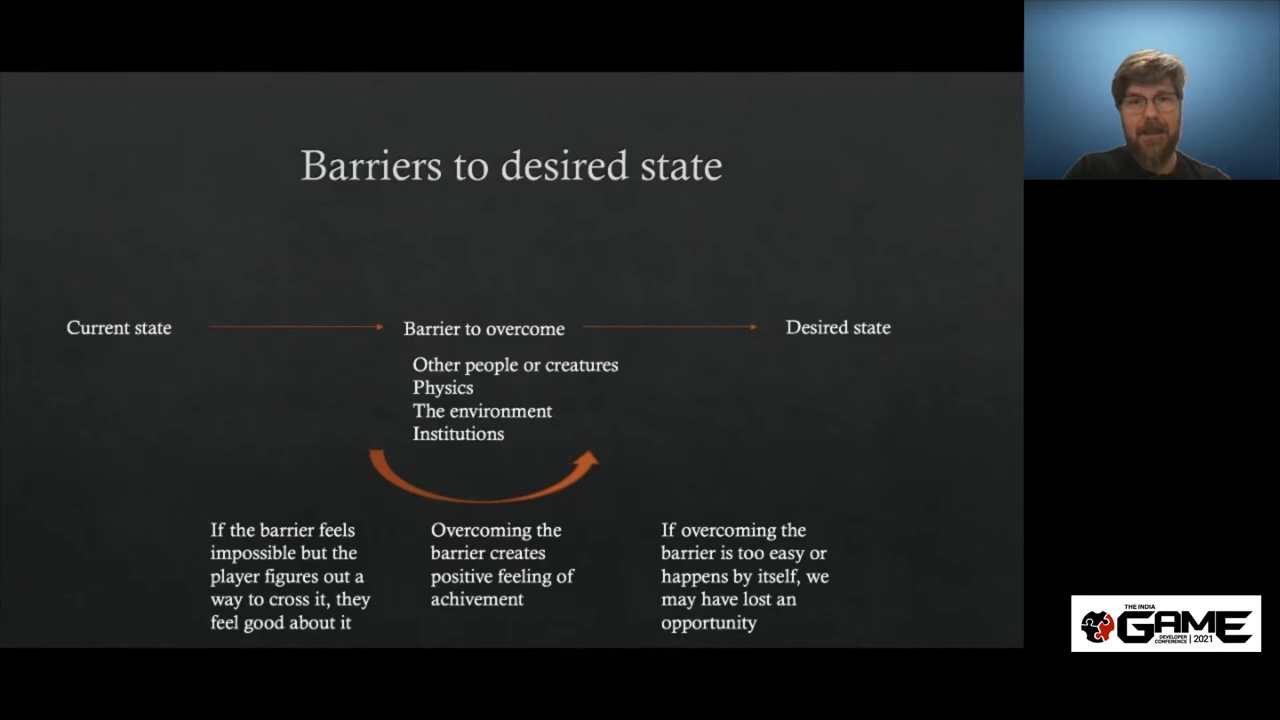 Barriers to desired state
Current state
Barrier to overcome
Desired state
Other people or creatures
Physics
The environment
Institutions
If the barrier feels
impossible but the
player figures out a
way to cross it, they
feel good about it
Overcoming the
barrier creates
positive feeling of
achivement
If overcoming the
barrier is too easy or
happens by itself, we
may have lost an
opportunity
THE INDIA
GAME
DEVELOPER
CONFERENCE | 2021